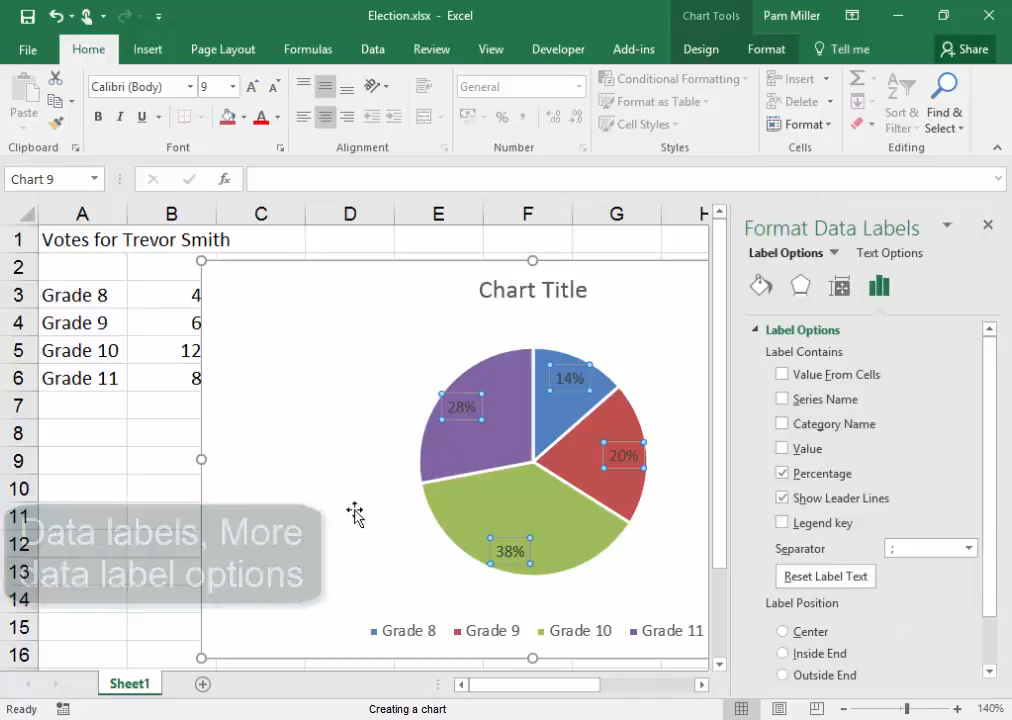 Election.xlsx - Excel
Chart Tools
Pam Miller
File
Home
Insert
Page Layout
Formulas
Data
Review
View
Developer
Add-ins
Design
Format
Tell me
Share
Paste
Calibri (Body)
9
A
A
B I U
A
General
%
Conditional Formatting
Format as Table
Cell Styles
Insert
Delete
Format
Sort & Filter
Find & Select
Clipboard
Font
Alignment
Number
Styles
Cells
Editing
Chart 9
fx
A B C D E F G H
1 Votes for Trevor Smith
2
3 Grade 8 4
4 Grade 9 6
5 Grade 10 12
6 Grade 11 8
7
8
9
10
11
12
13
14
15
16
Chart Title
14%
28%
20%
38%
Grade 8 Grade 9 Grade 10 Grade 11
Data labels, More
data label options
Format Data Labels
Label Options Text Options
Label Options
Label Contains
Value From Cells
Series Name
Category Name
Value
Percentage
Show Leader Lines
Legend key
Separator ;
Reset Label Text
Label Position
Center
Inside End
Outside End
Sheet1
Ready
Creating a chart
140%